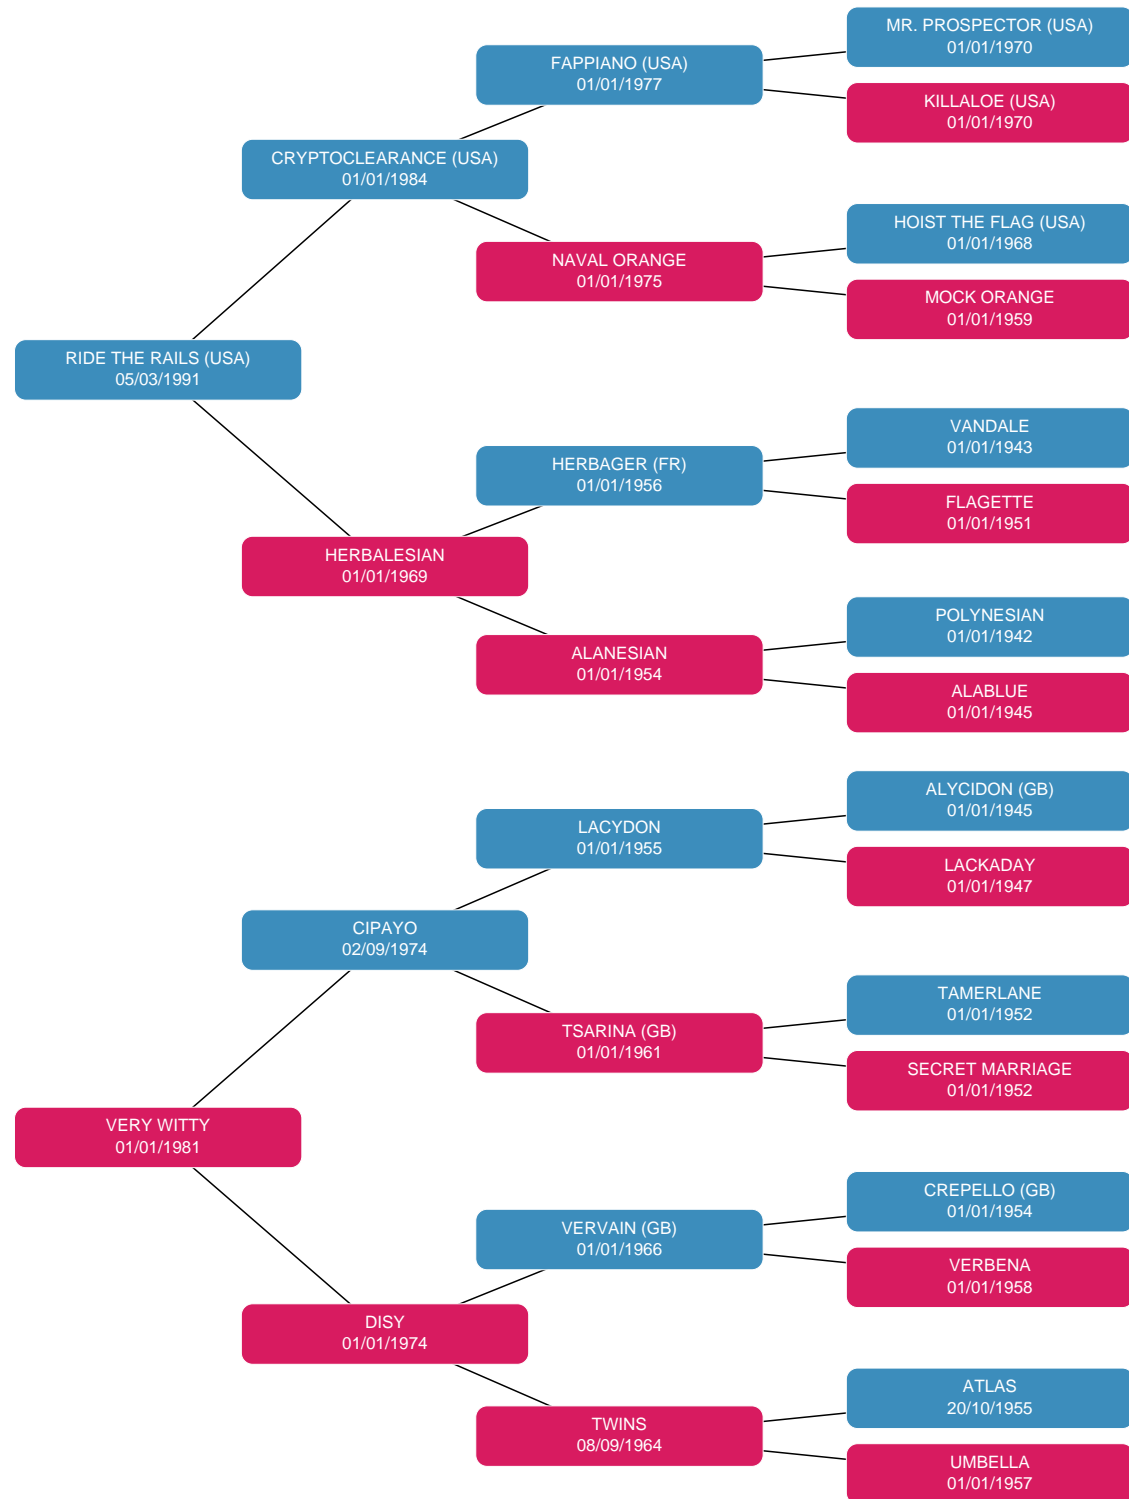 MR. PROSPECTOR (USA)
01/01/1970
FAPPIANO (USA)
01/01/1977
KILLALOE (USA)
01/01/1970
CRYPTOCLEARANCE (USA)
01/01/1984
HOIST THE FLAG (USA)
01/01/1968
NAVAL ORANGE
01/01/1975
MOCK ORANGE
01/01/1959
RIDE THE RAILS (USA)
05/03/1991
VANDALE
01/01/1943
HERBAGER (FR)
01/01/1956
FLAGETTE
01/01/1951
HERBALESIAN
01/01/1969
POLYNESIAN
01/01/1942
ALANESIAN
01/01/1954
ALABLUE
01/01/1945
ALYCIDON (GB)
01/01/1945
LACYDON
01/01/1955
LACKADAY
01/01/1947
CIPAYO
02/09/1974
TAMERLANE
01/01/1952
TSARINA (GB)
01/01/1961
SECRET MARRIAGE
01/01/1952
VERY WITTY
01/01/1981
CREPELLO (GB)
01/01/1954
VERVAIN (GB)
01/01/1966
VERBENA
01/01/1958
DISY
01/01/1974
ATLAS
20/10/1955
TWINS
08/09/1964
UMBELLA
01/01/1957